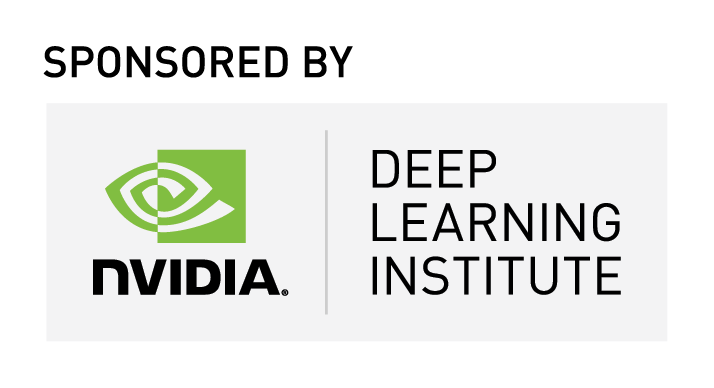 SPONSORED BY
NVIDIA®
DEEP
LEARNING
INSTITUTE